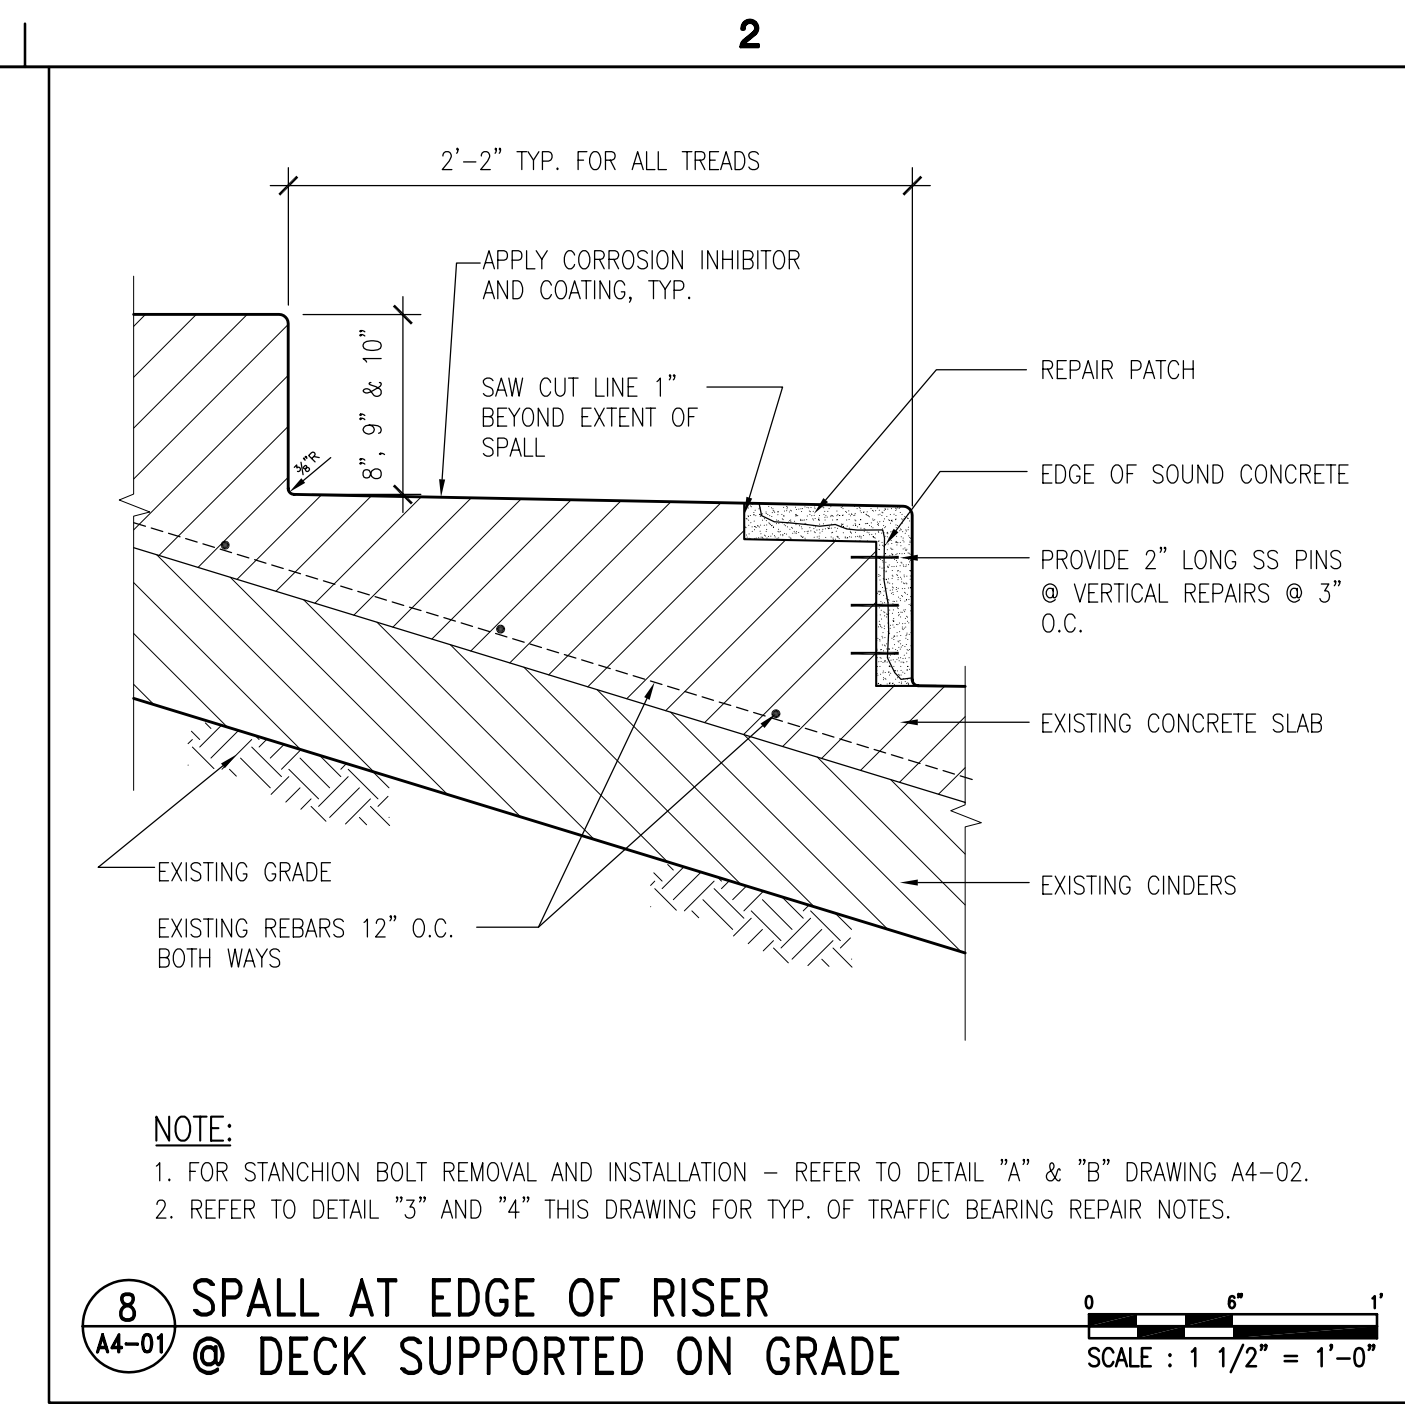 2
2'-2" TYP. FOR ALL TREADS
APPLY CORROSION INHIBITOR
AND COATING, TYP.
8", 9" & 10"
3/8"R
SAW CUT LINE 1"
BEYOND EXTENT OF
SPALL
REPAIR PATCH
EDGE OF SOUND CONCRETE
PROVIDE 2" LONG SS PINS
@ VERTICAL REPAIRS @ 3"
O.C.
EXISTING CONCRETE SLAB
EXISTING CINDERS
EXISTING GRADE
EXISTING REBARS 12" O.C.
BOTH WAYS
NOTE:
1. FOR STANCHION BOLT REMOVAL AND INSTALLATION – REFER TO DETAIL "A" & "B" DRAWING A4-02.
2. REFER TO DETAIL "3" AND "4" THIS DRAWING FOR TYP. OF TRAFFIC BEARING REPAIR NOTES.
8
A4-01
SPALL AT EDGE OF RISER
@ DECK SUPPORTED ON GRADE
0 6" 1'
SCALE : 1 1/2" = 1'-0"